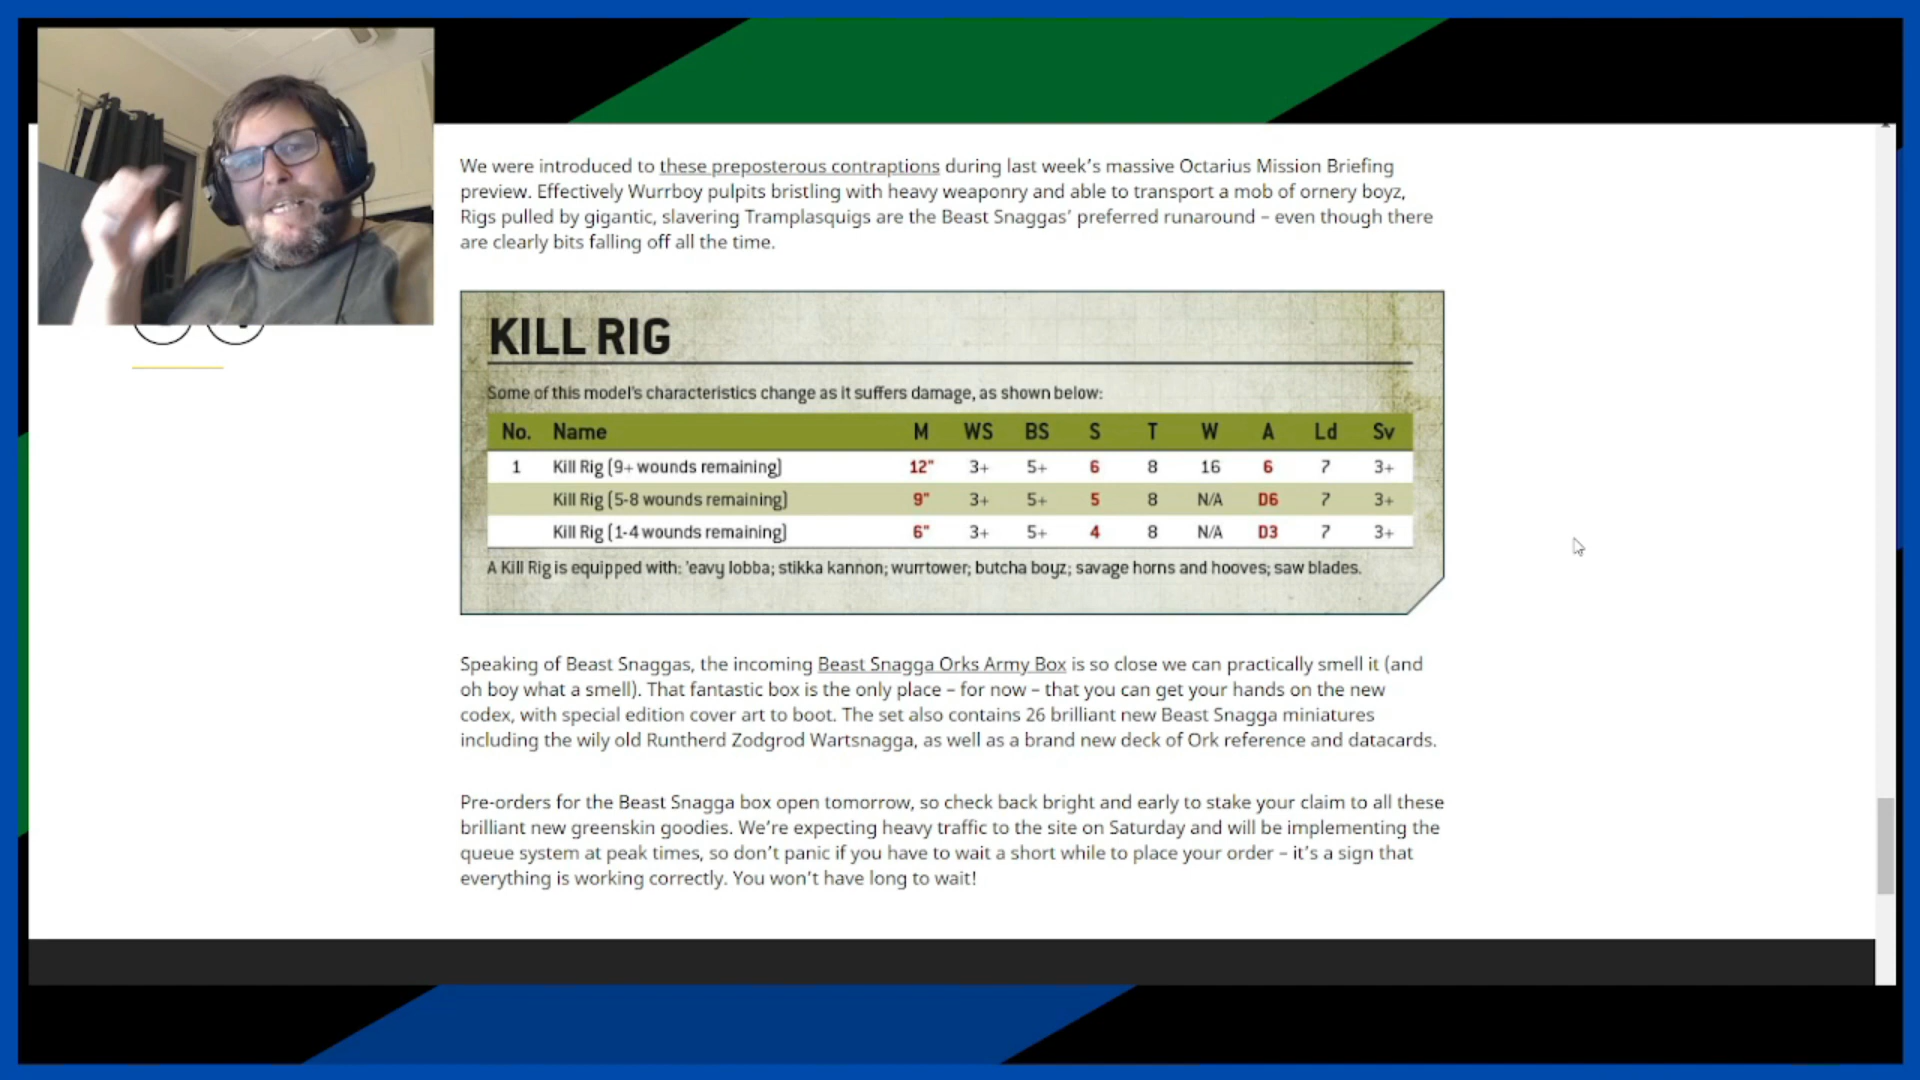 We were introduced to these preposterous contraptions during last week's massive Octarius Mission Briefing
preview. Effectively Wurrboy pulpits bristling with heavy weaponry and able to transport a mob of ornery boyz,
Rigs pulled by gigantic, slavering Tramplasquigs are the Beast Snaggas' preferred runaround – even though there
are clearly bits falling off all the time.
KILL RIG
Some of this model's characteristics change as it suffers damage, as shown below:
No. Name M WS BS S T W A Ld Sv
1 Kill Rig (9+ wounds remaining) 12" 3+ 5+ 6 8 16 6 7 3+
Kill Rig (5-8 wounds remaining) 9" 3+ 5+ 5 8 N/A D6 7 3+
Kill Rig (1-4 wounds remaining) 6" 3+ 5+ 4 8 N/A D3 7 3+
A Kill Rig is equipped with: 'eavy lobba; stikka kannon; wurrtower; butcha boyz; savage horns and hooves; saw blades.
Speaking of Beast Snaggas, the incoming Beast Snagga Orks Army Box is so close we can practically smell it (and
oh boy what a smell). That fantastic box is the only place – for now – that you can get your hands on the new
codex, with special edition cover art to boot. The set also contains 26 brilliant new Beast Snagga miniatures
including the wily old Runtherd Zodgrod Wartsnagga, as well as a brand new deck of Ork reference and datacards.
Pre-orders for the Beast Snagga box open tomorrow, so check back bright and early to stake your claim to all these
brilliant new greenskin goodies. We're expecting heavy traffic to the site on Saturday and will be implementing the
queue system at peak times, so don't panic if you have to wait a short while to place your order – it's a sign that
everything is working correctly. You won't have long to wait!